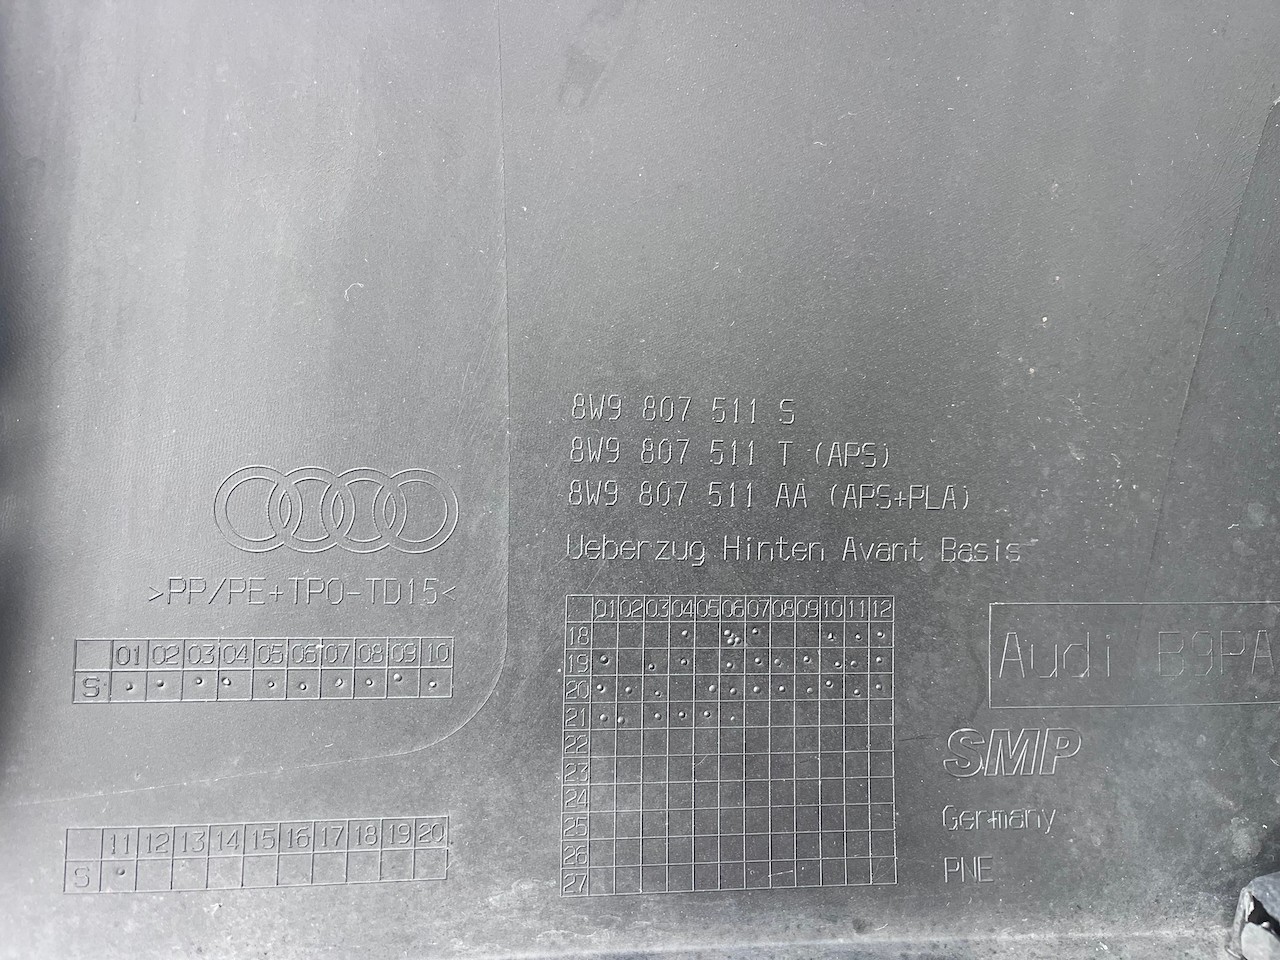 8W9 807 511 S
8W9 807 511 T (APS)
8W9 807 511 AA (APS+PLA)
Ueberzug Hinten Avant Basis
>PP/PE+TPO-TD15<
01 02 03 04 05 06 07 08 09 10
S
11 12 13 14 15 16 17 18 19 20
S
01 02 03 04 05 06 07 08 09 10 11 12
18
19
20
21
22
23
24
25
26
27
Audi B9PA
SMP
Germany
PNE